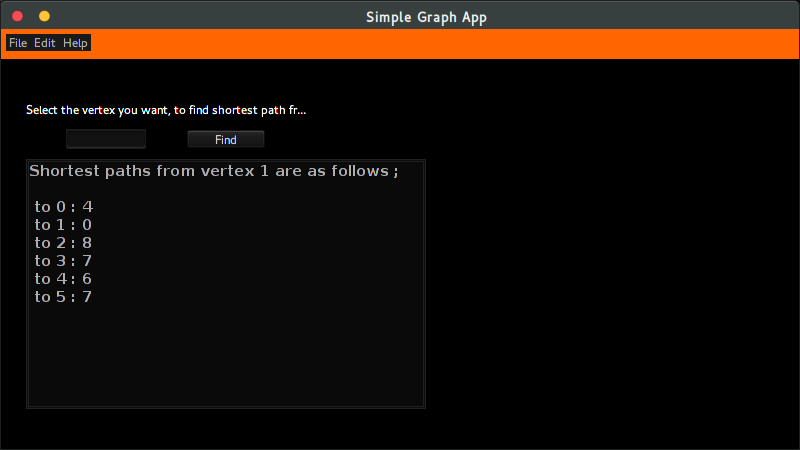 Simple Graph App
File Edit Help
Select the vertex you want, to find shortest path fr...
Find
Shortest paths from vertex 1 are as follows ;
to 0 : 4
to 1 : 0
to 2 : 8
to 3 : 7
to 4 : 6
to 5 : 7